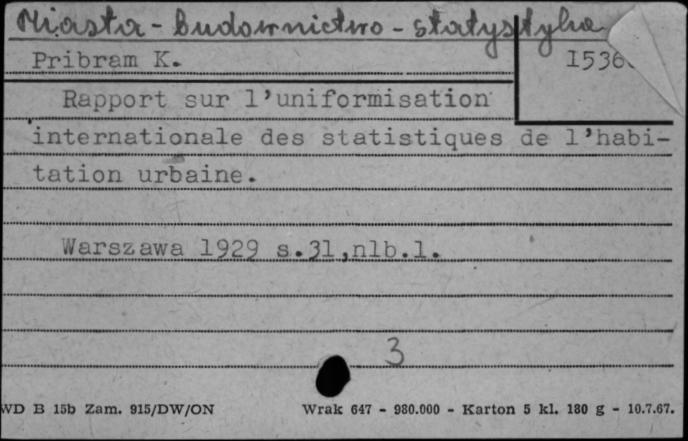 Miasta - budownictwo - statystyka
Pribram K.
Rapport sur l'uniformisation
internationale des statistiques de l'habi-
tation urbaine.
Warszawa 1929 s.31,nlb.1.
3
WD B 15b Zam. 915/DW/ON Wrak 647 - 980.000 - Karton 5 kl. 180 g - 10.7.67.